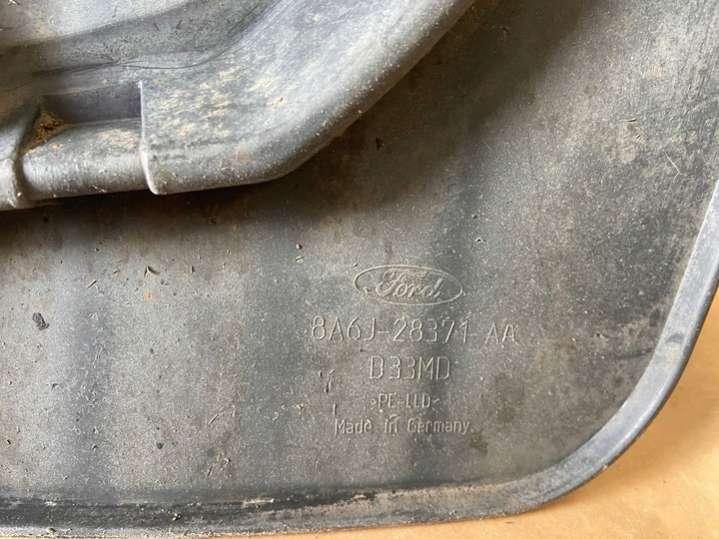 Ford
8A6J-28371-AA
D33MD
>PE-LLD<
Made in Germany.